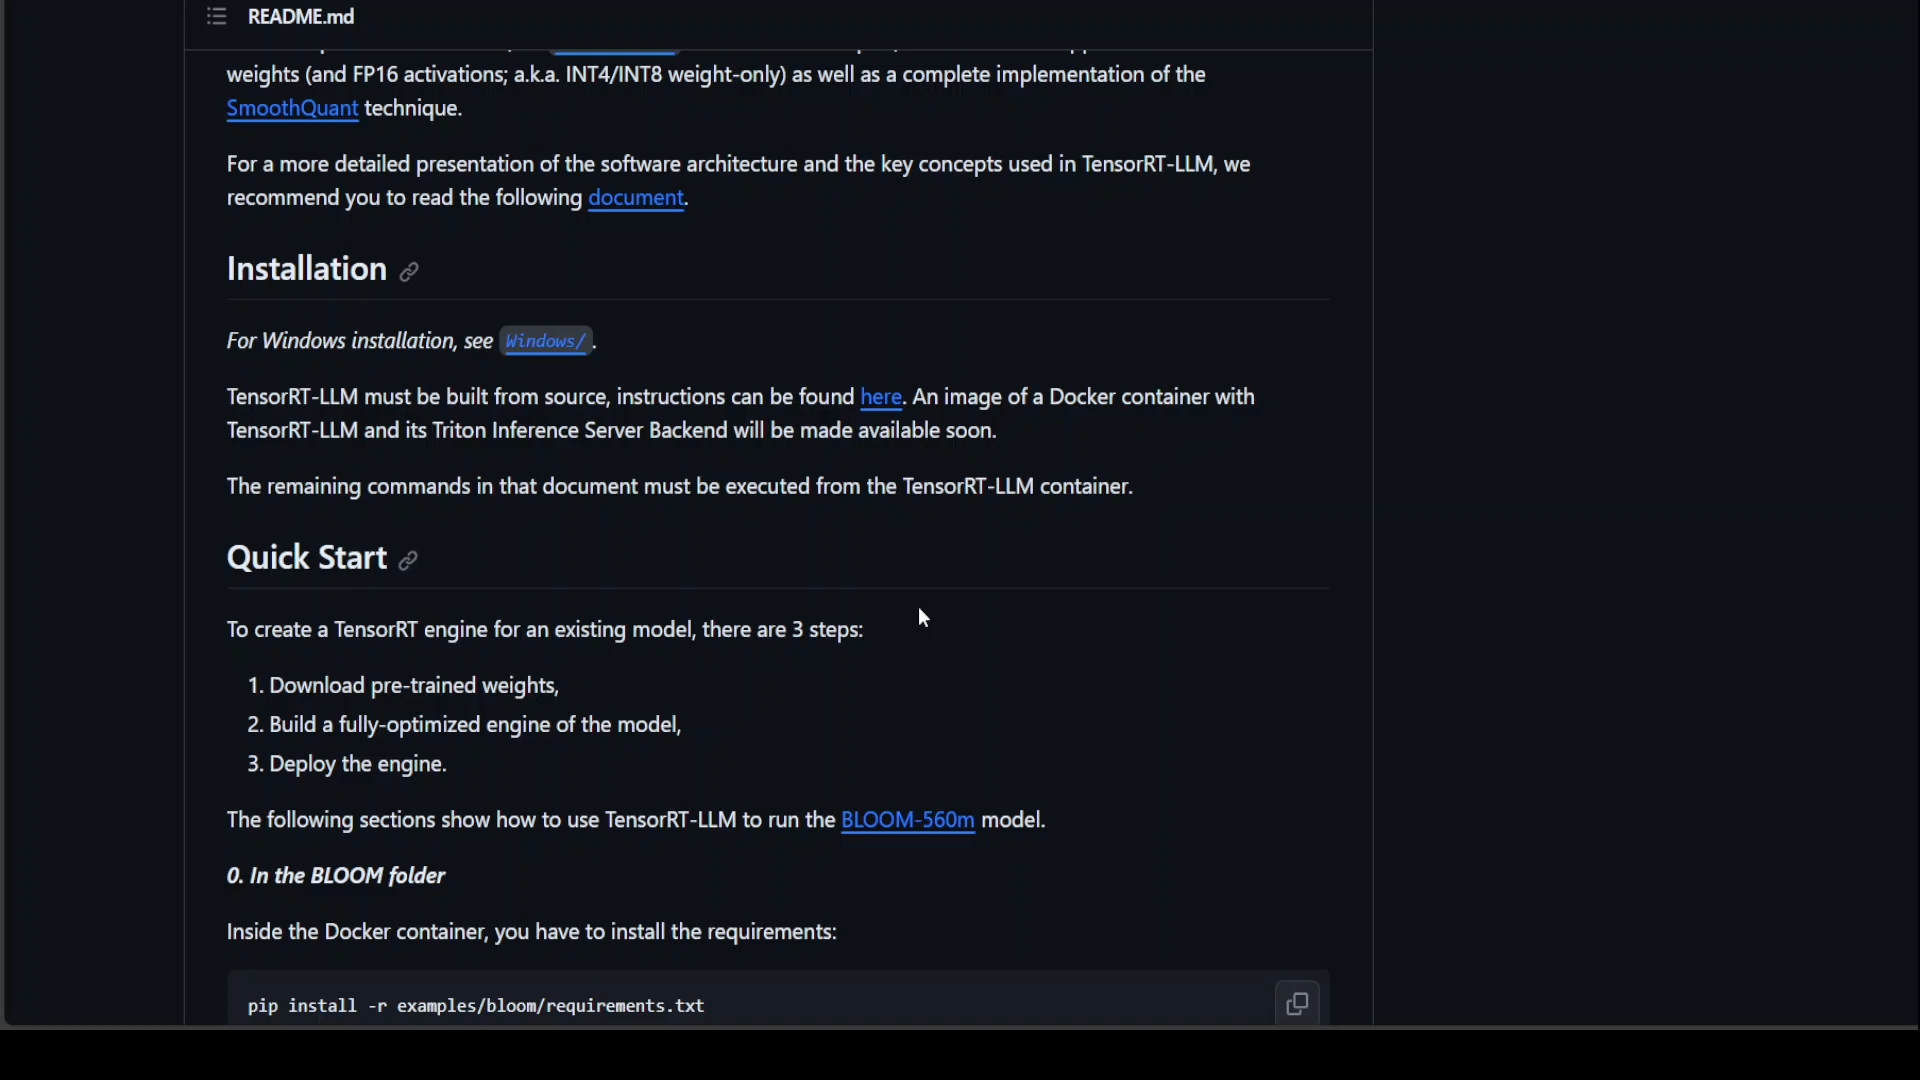 README.md
weights (and FP16 activations; a.k.a. INT4/INT8 weight-only) as well as a complete implementation of the
SmoothQuant technique.
For a more detailed presentation of the software architecture and the key concepts used in TensorRT-LLM, we
recommend you to read the following document.
Installation
For Windows installation, see Windows/.
TensorRT-LLM must be built from source, instructions can be found here. An image of a Docker container with
TensorRT-LLM and its Triton Inference Server Backend will be made available soon.
The remaining commands in that document must be executed from the TensorRT-LLM container.
Quick Start
To create a TensorRT engine for an existing model, there are 3 steps:
1. Download pre-trained weights,
2. Build a fully-optimized engine of the model,
3. Deploy the engine.
The following sections show how to use TensorRT-LLM to run the BLOOM-560m model.
0. In the BLOOM folder
Inside the Docker container, you have to install the requirements:
pip install -r examples/bloom/requirements.txt